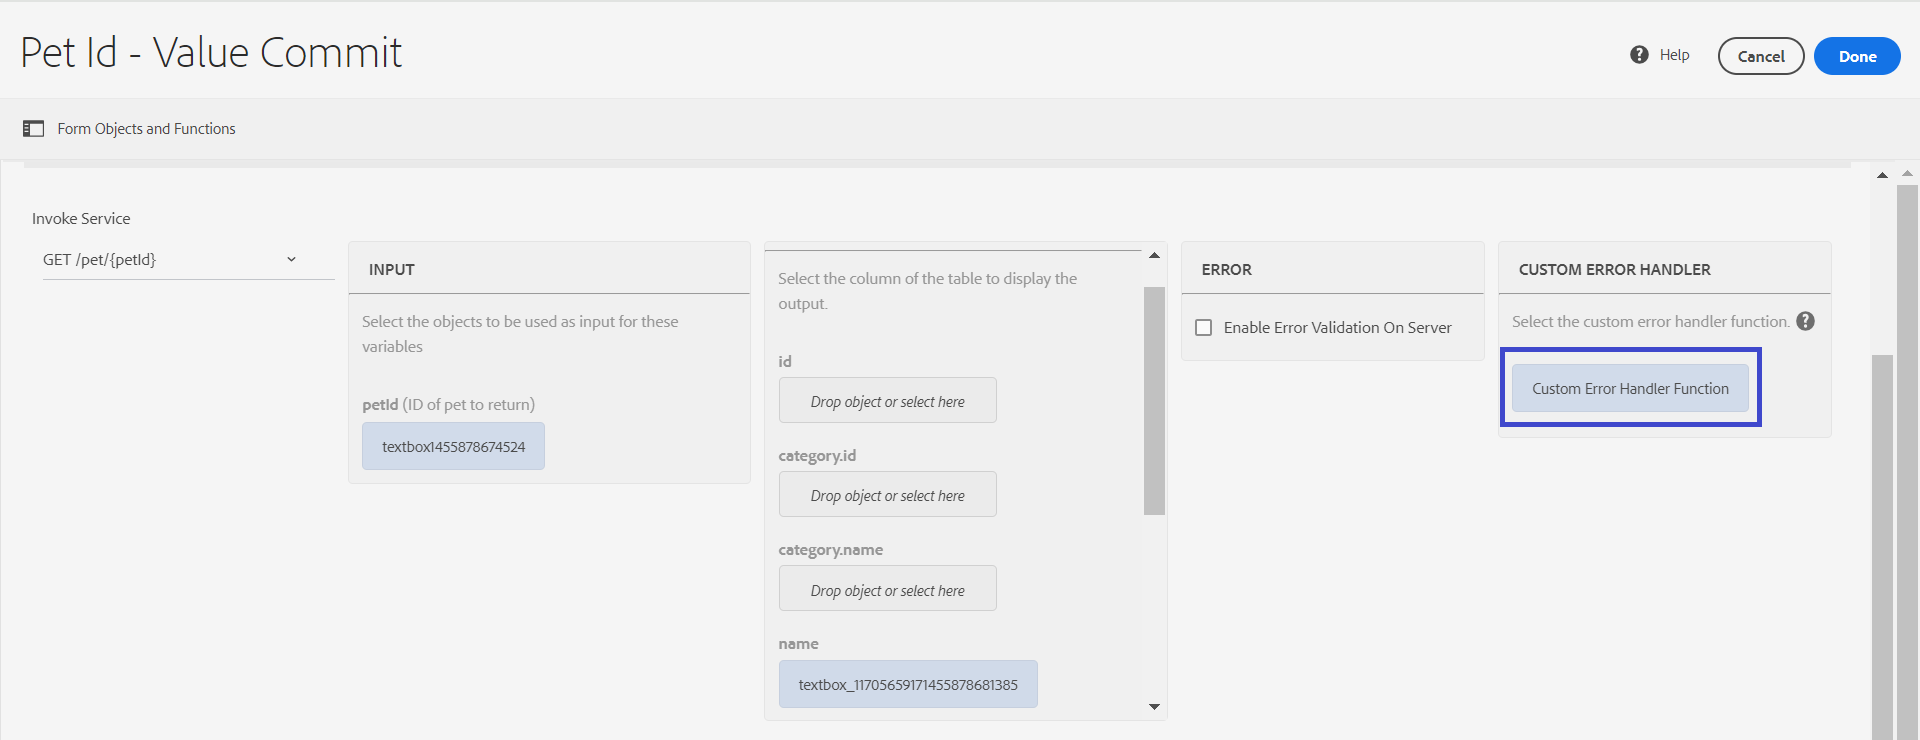 Pet Id - Value Commit
Help
Cancel
Done
Form Objects and Functions
Invoke Service
GET /pet/{petId}
INPUT
Select the objects to be used as input for these
variables
petId (ID of pet to return)
textbox1455878674524
Select the column of the table to display the
output.
id
Drop object or select here
category.id
Drop object or select here
category.name
Drop object or select here
name
textbox_11705659171455878681385
ERROR
Enable Error Validation On Server
CUSTOM ERROR HANDLER
Select the custom error handler function.
Custom Error Handler Function